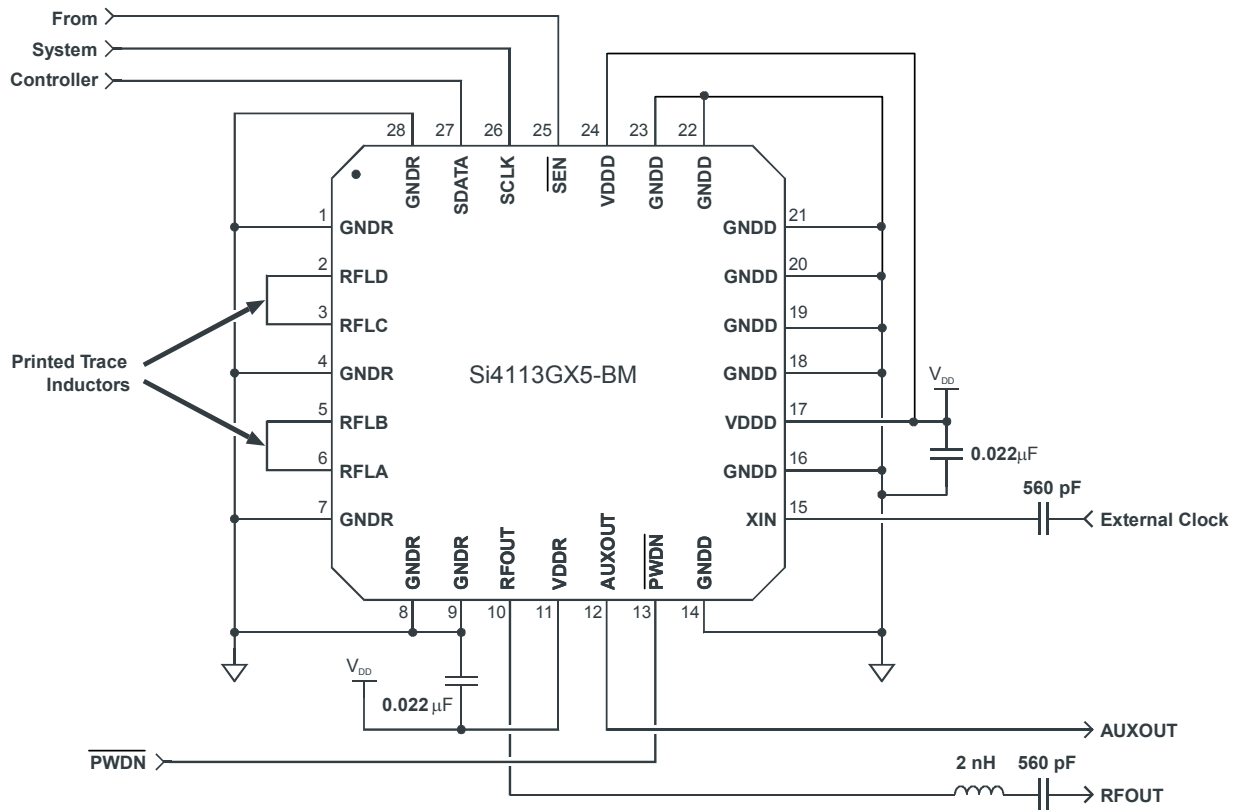 From
System
Controller
28 27 26 25 24 23 22
GNDR SDATA SCLK SEN VDDD GNDD GNDD
1 GNDR
2 RFLD
3 RFLC
4 GNDR
5 RFLB
6 RFLA
7 GNDR
Printed Trace
Inductors
Si4113GX5-BM
GNDD 21
GNDD 20
GNDD 19
GNDD 18
VDDD 17
GNDD 16
XIN 15
VDD
0.022μF
560 pF
External Clock
GNDR GNDR RFOUT VDDR AUXOUT PWDN GNDD
8 9 10 11 12 13 14
VDD
0.022 μF
AUXOUT
PWDN
2 nH 560 pF
RFOUT